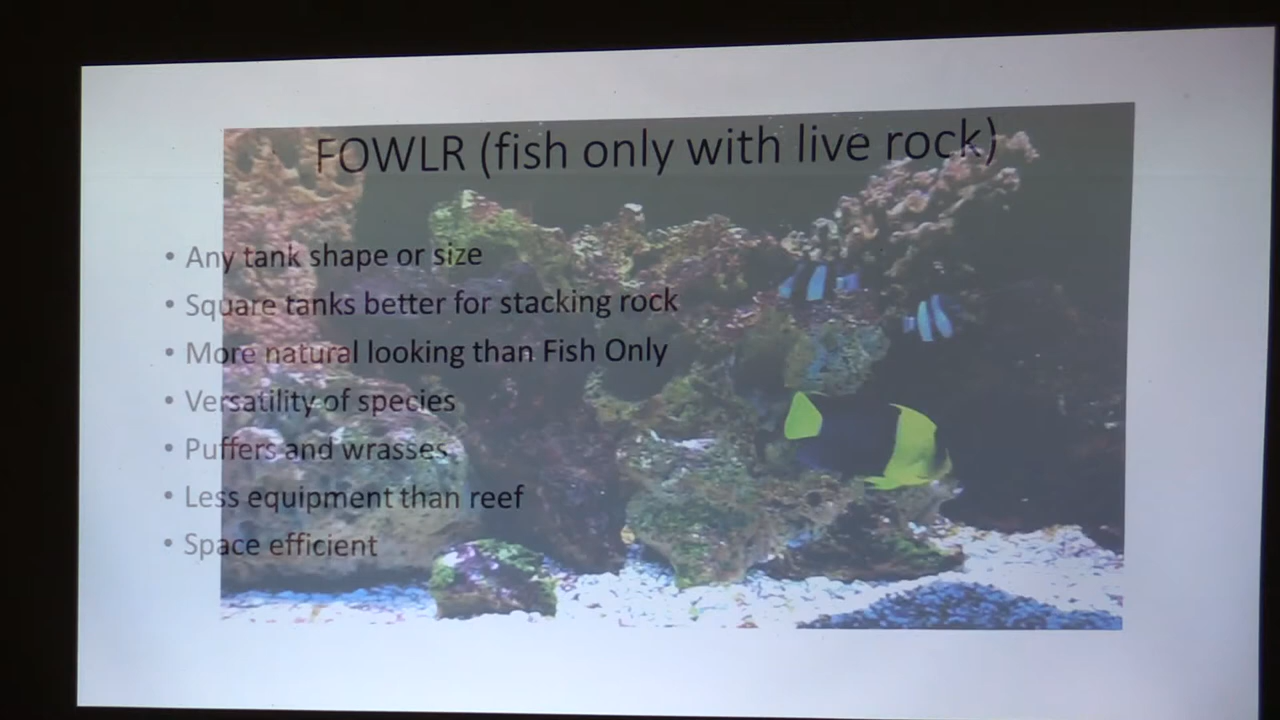 FOWLR (fish only with live rock)
• Any tank shape or size
• Square tanks better for stacking rock
• More natural looking than Fish Only
• Versatility of species
• Puffers and wrasses
• Less equipment than reef
• Space efficient